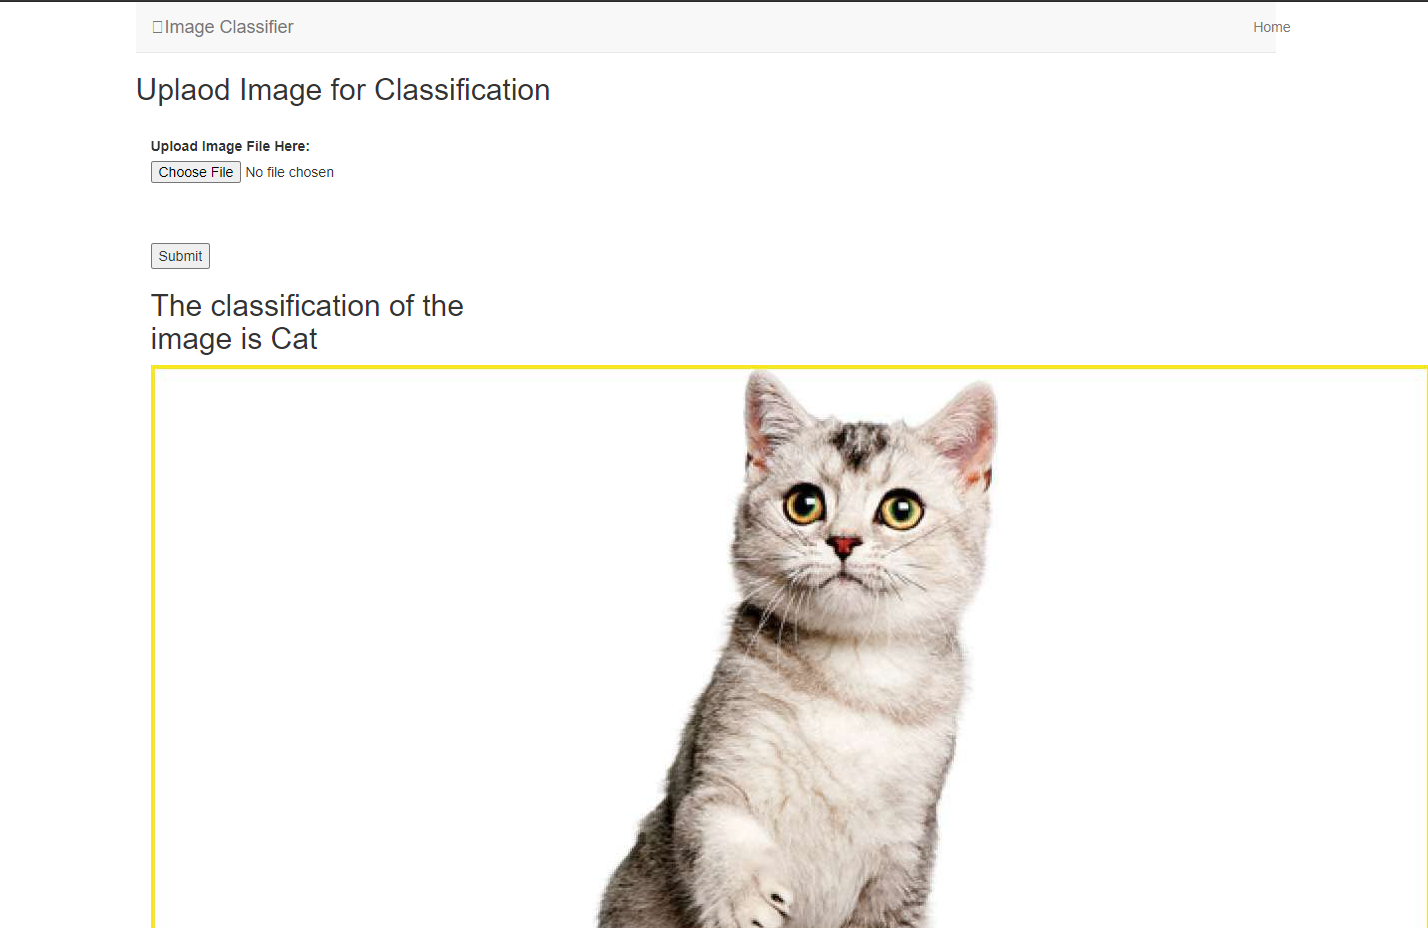 Image Classifier
Home
Uplaod Image for Classification
Upload Image File Here:
Choose File No file chosen
Submit
The classification of the
image is Cat